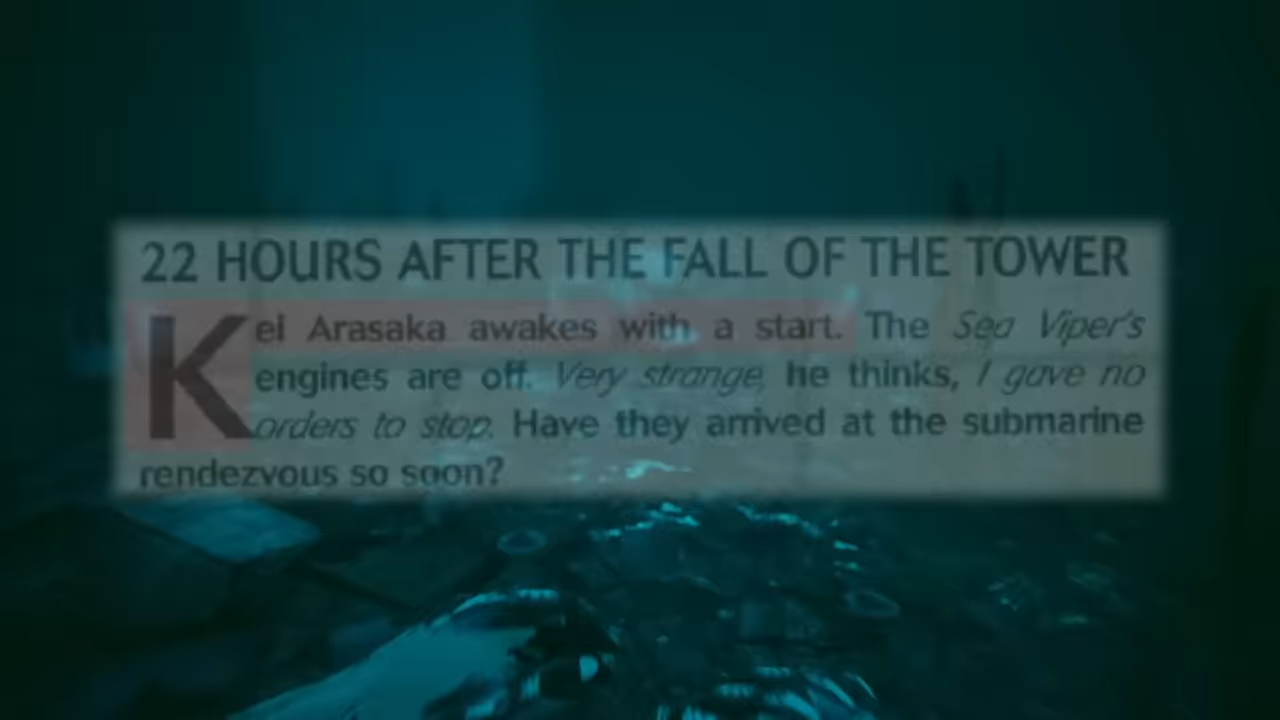 22 HOURS AFTER THE FALL OF THE TOWER
Kei Arasaka awakes with a start. The Sea Viper's
engines are off. Very strange, he thinks, I gave no
orders to stop. Have they arrived at the submarine
rendezvous so soon?